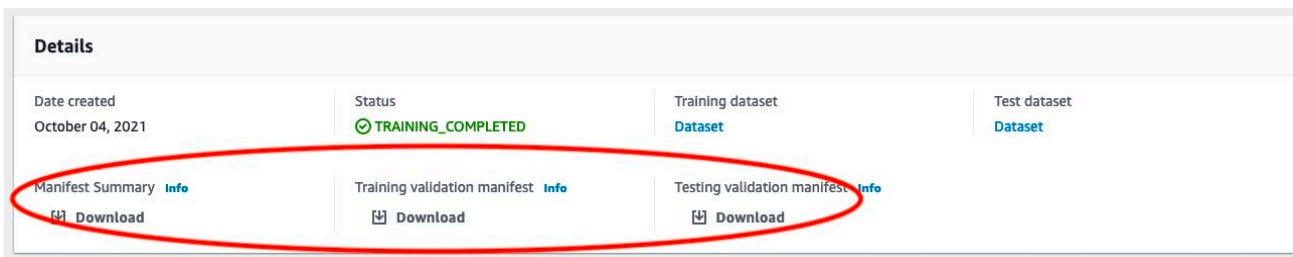 Details
Date created
October 04, 2021
Status
TRAINING_COMPLETED
Training dataset
Dataset
Test dataset
Dataset
Manifest Summary Info
Download
Training validation manifest Info
Download
Testing validation manifest Info
Download